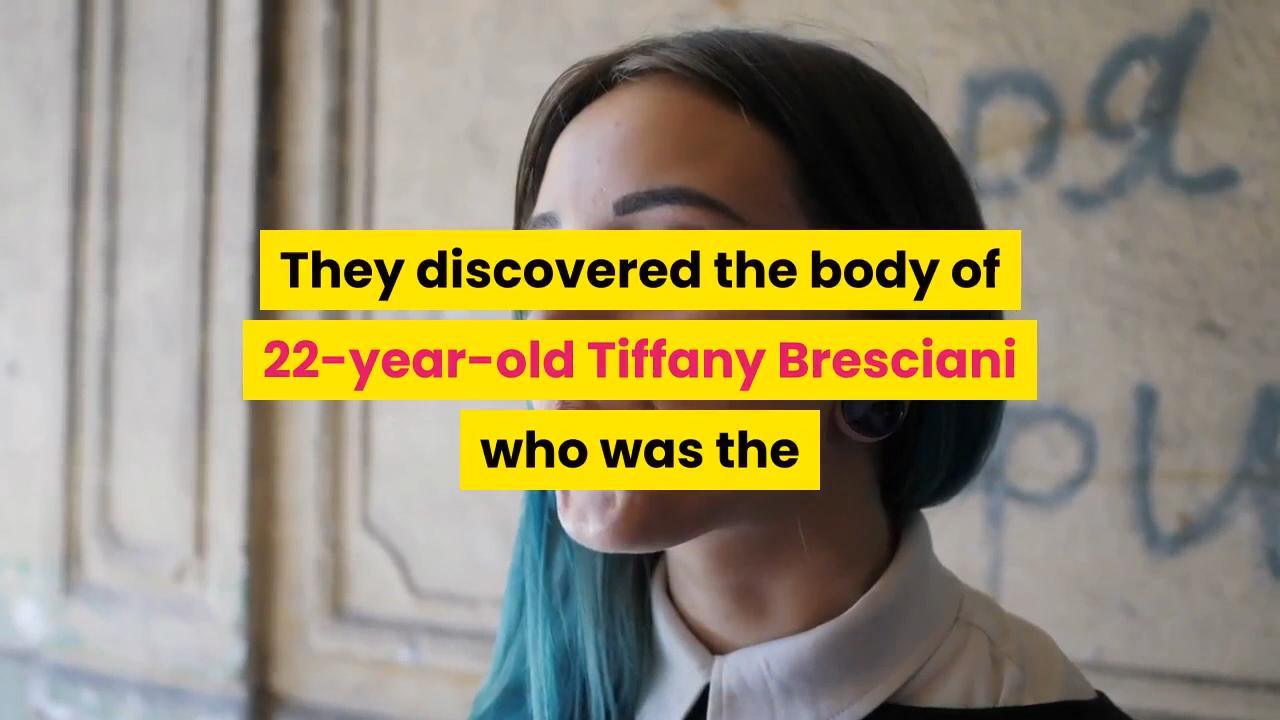 They discovered the body of
22-year-old Tiffany Bresciani
who was the